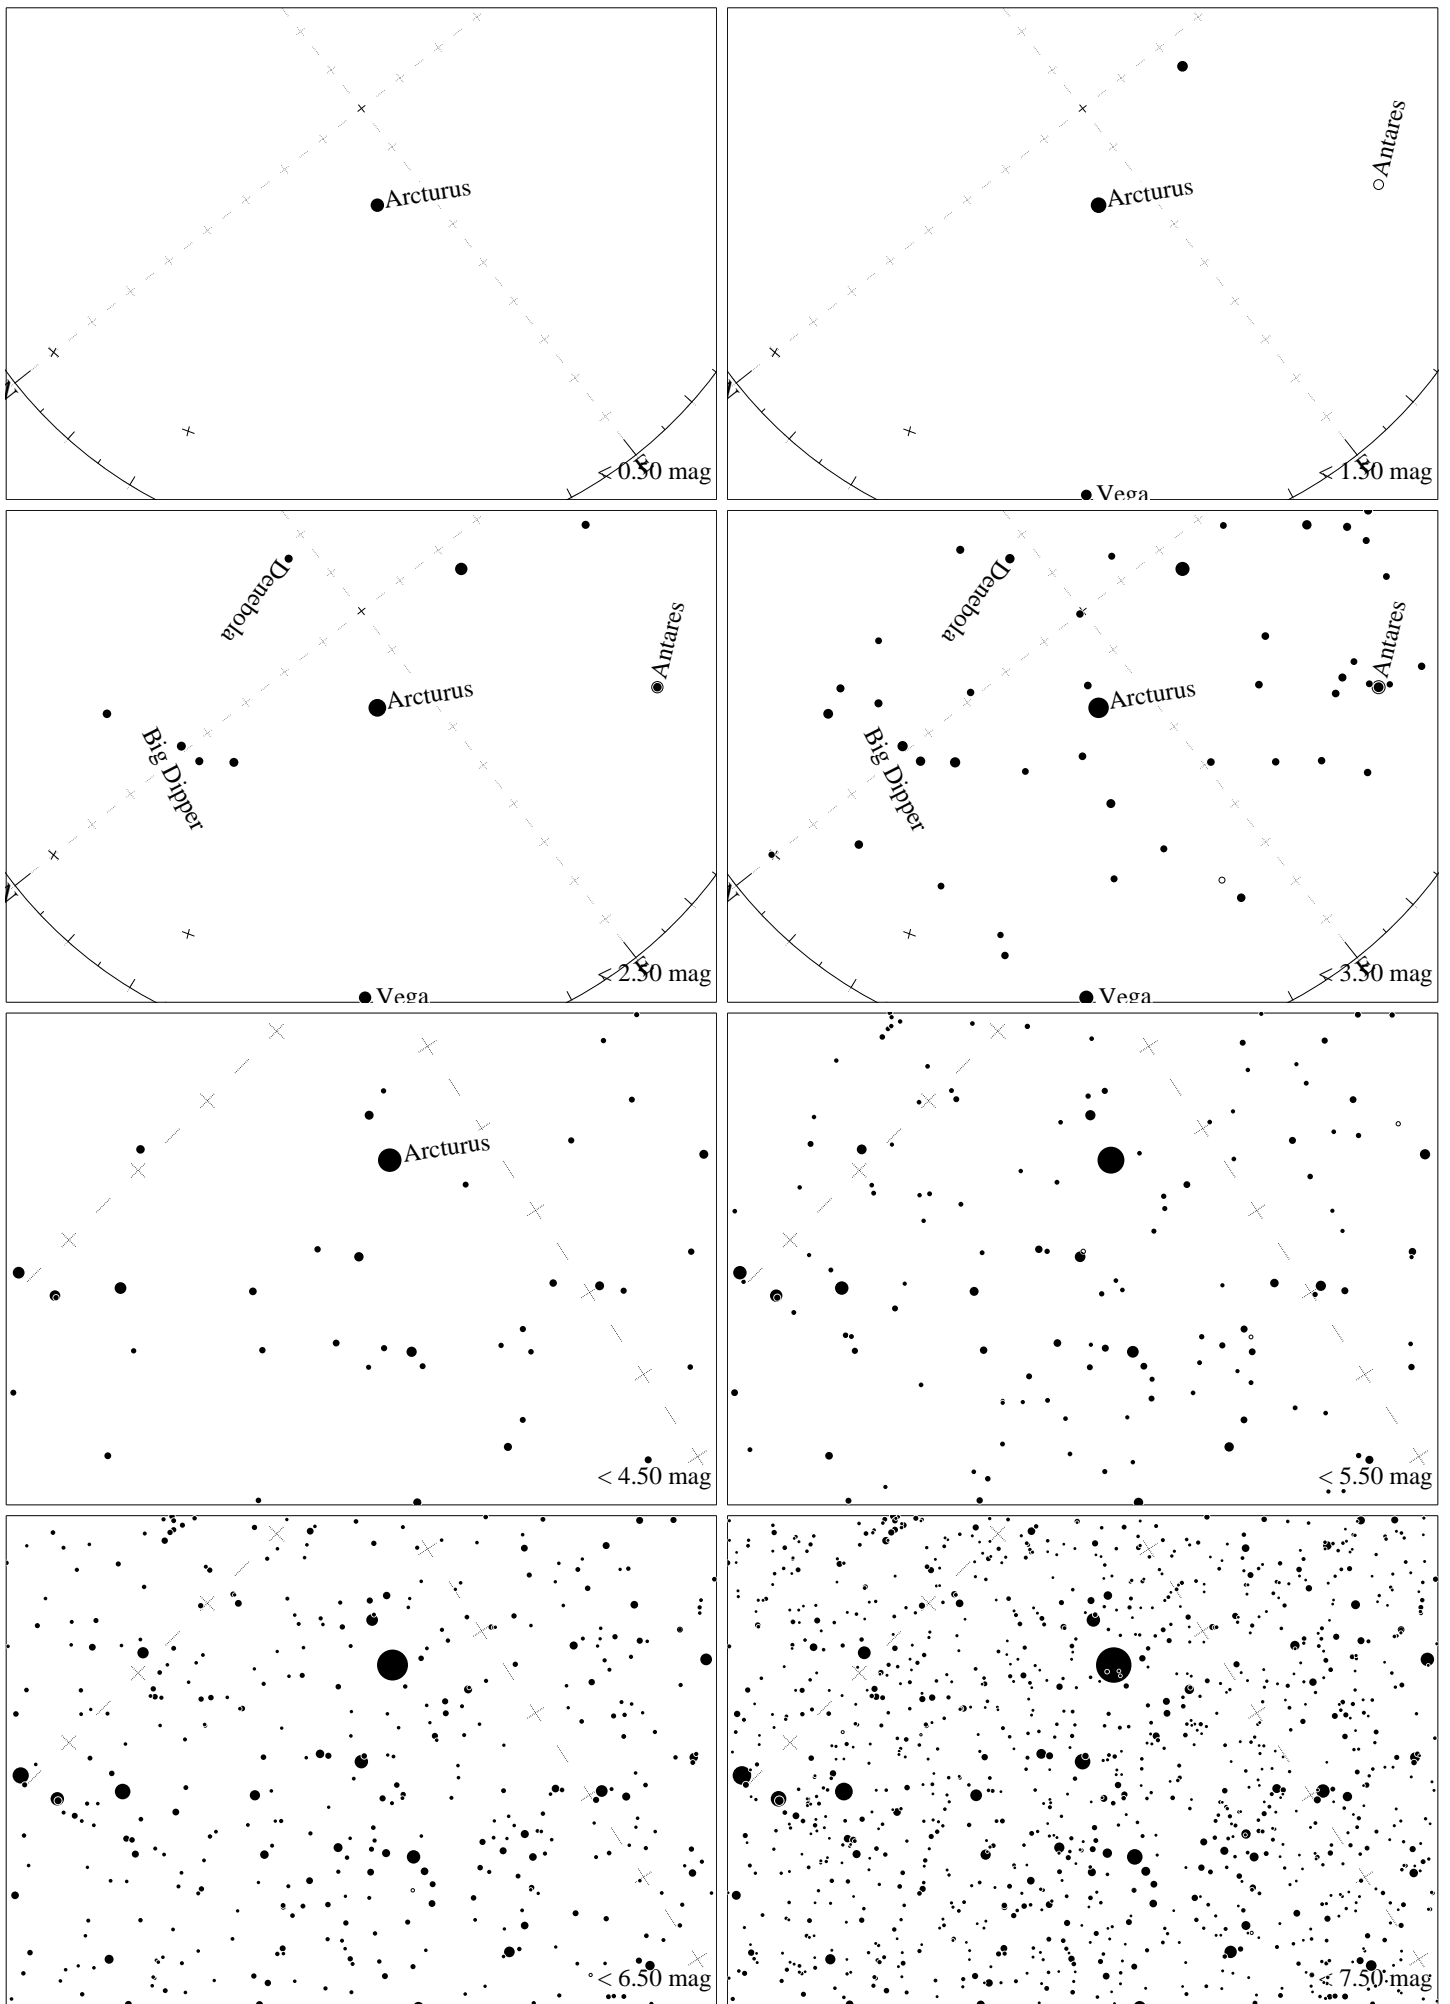 Arcturus
< 0.50 mag
Antares
Arcturus
Vega
< 1.50 mag
Denebola
Antares
Arcturus
Big Dipper
Vega
< 2.50 mag
Denebola
Antares
Arcturus
Big Dipper
Vega
< 3.50 mag
Arcturus
< 4.50 mag
< 5.50 mag
< 6.50 mag
< 7.50 mag